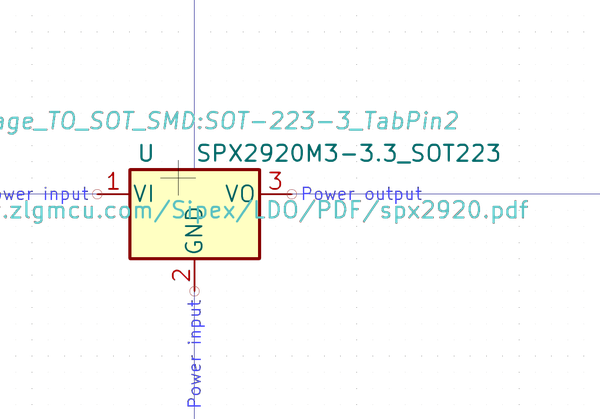 age_TO_SOT_SMD:SOT-223-3_TabPin2
U SPX2920M3-3.3_SOT223
ower input 1 VI VO 3 Power output
.zlgmcu.com/Sipex/LDO/PDF/spx2920.pdf
GND
2
Power input